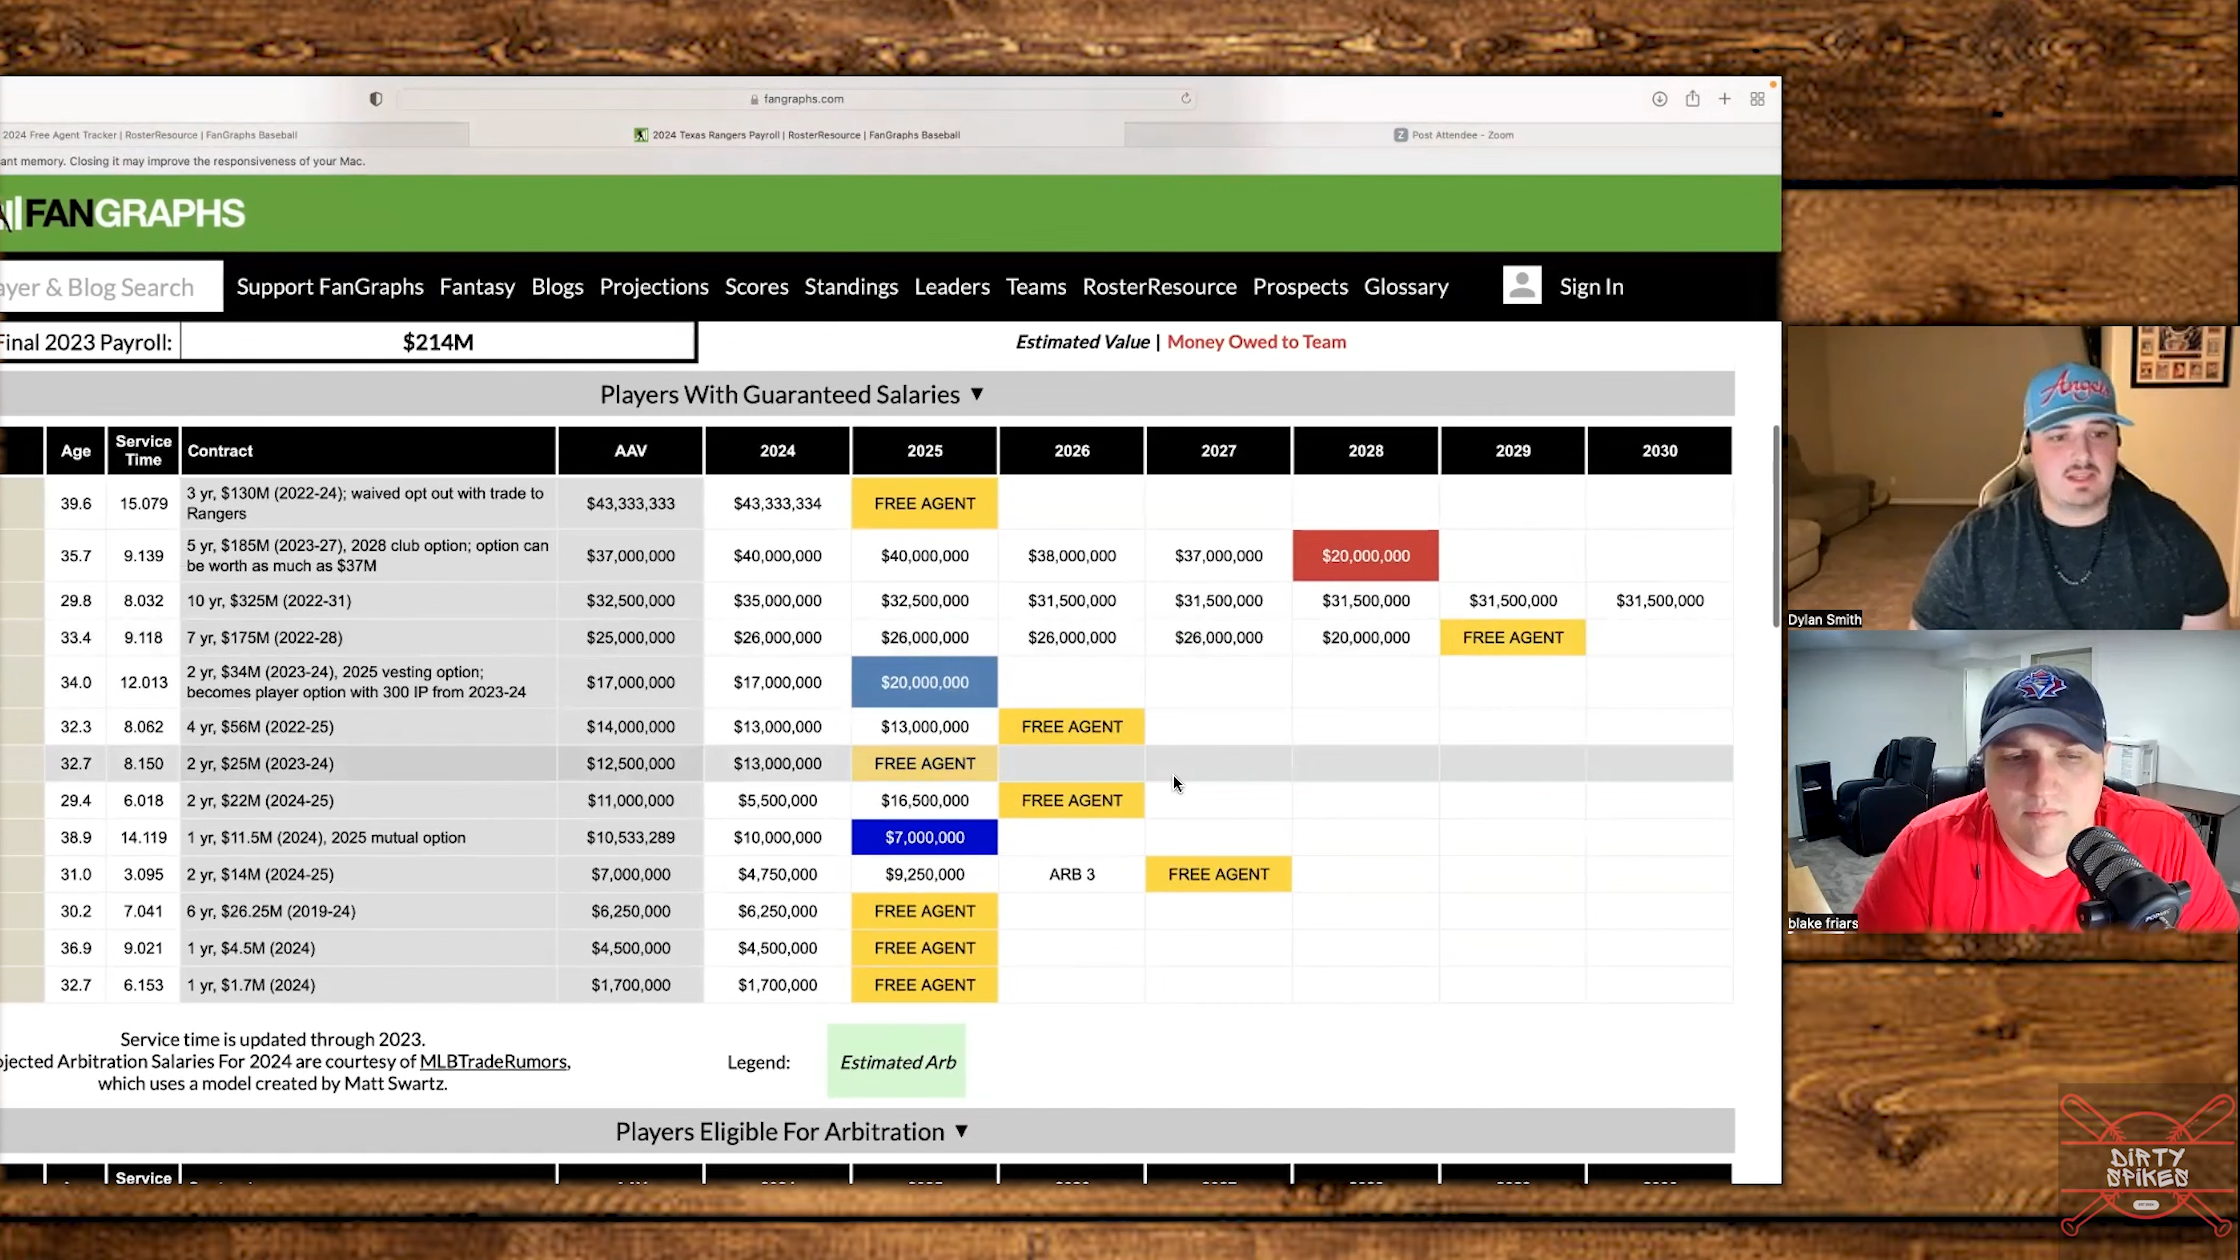 fangraphs.com
2024 Free Agent Tracker | RosterResource | FanGraphs Baseball
2024 Texas Rangers Payroll | RosterResource | FanGraphs Baseball
Z Post Attendee - Zoom
ant memory. Closing it may improve the responsiveness of your Mac.
FANGRAPHS
ayer & Blog Search Support FanGraphs Fantasy Blogs Projections Scores Standings Leaders Teams RosterResource Prospects Glossary Sign In
Final 2023 Payroll: $214M
Estimated Value | Money Owed to Team
Players With Guaranteed Salaries ▼
Age Service Time Contract AAV 2024 2025 2026 2027 2028 2029 2030
39.6 15.079 3 yr, $130M (2022-24); waived opt out with trade to Rangers $43,333,333 $43,333,334 FREE AGENT
35.7 9.139 5 yr, $185M (2023-27), 2028 club option; option can be worth as much as $37M $37,000,000 $40,000,000 $40,000,000 $38,000,000 $37,000,000 $20,000,000
29.8 8.032 10 yr, $325M (2022-31) $32,500,000 $35,000,000 $32,500,000 $31,500,000 $31,500,000 $31,500,000 $31,500,000 $31,500,000
33.4 9.118 7 yr, $175M (2022-28) $25,000,000 $26,000,000 $26,000,000 $26,000,000 $26,000,000 $20,000,000 FREE AGENT
34.0 12.013 2 yr, $34M (2023-24), 2025 vesting option; becomes player option with 300 IP from 2023-24 $17,000,000 $17,000,000 $20,000,000
32.3 8.062 4 yr, $56M (2022-25) $14,000,000 $13,000,000 $13,000,000 FREE AGENT
32.7 8.150 2 yr, $25M (2023-24) $12,500,000 $13,000,000 FREE AGENT
29.4 6.018 2 yr, $22M (2024-25) $11,000,000 $5,500,000 $16,500,000 FREE AGENT
38.9 14.119 1 yr, $11.5M (2024), 2025 mutual option $10,533,289 $10,000,000 $7,000,000
31.0 3.095 2 yr, $14M (2024-25) $7,000,000 $4,750,000 $9,250,000 ARB 3 FREE AGENT
30.2 7.041 6 yr, $26.25M (2019-24) $6,250,000 $6,250,000 FREE AGENT
36.9 9.021 1 yr, $4.5M (2024) $4,500,000 $4,500,000 FREE AGENT
32.7 6.153 1 yr, $1.7M (2024) $1,700,000 $1,700,000 FREE AGENT
Service time is updated through 2023.
ojected Arbitration Salaries For 2024 are courtesy of MLBTradeRumors,
which uses a model created by Matt Swartz.
Legend: Estimated Arb
Players Eligible For Arbitration ▼
Service
Angels
Dylan Smith
blake friars
DIRTY
SPIKES